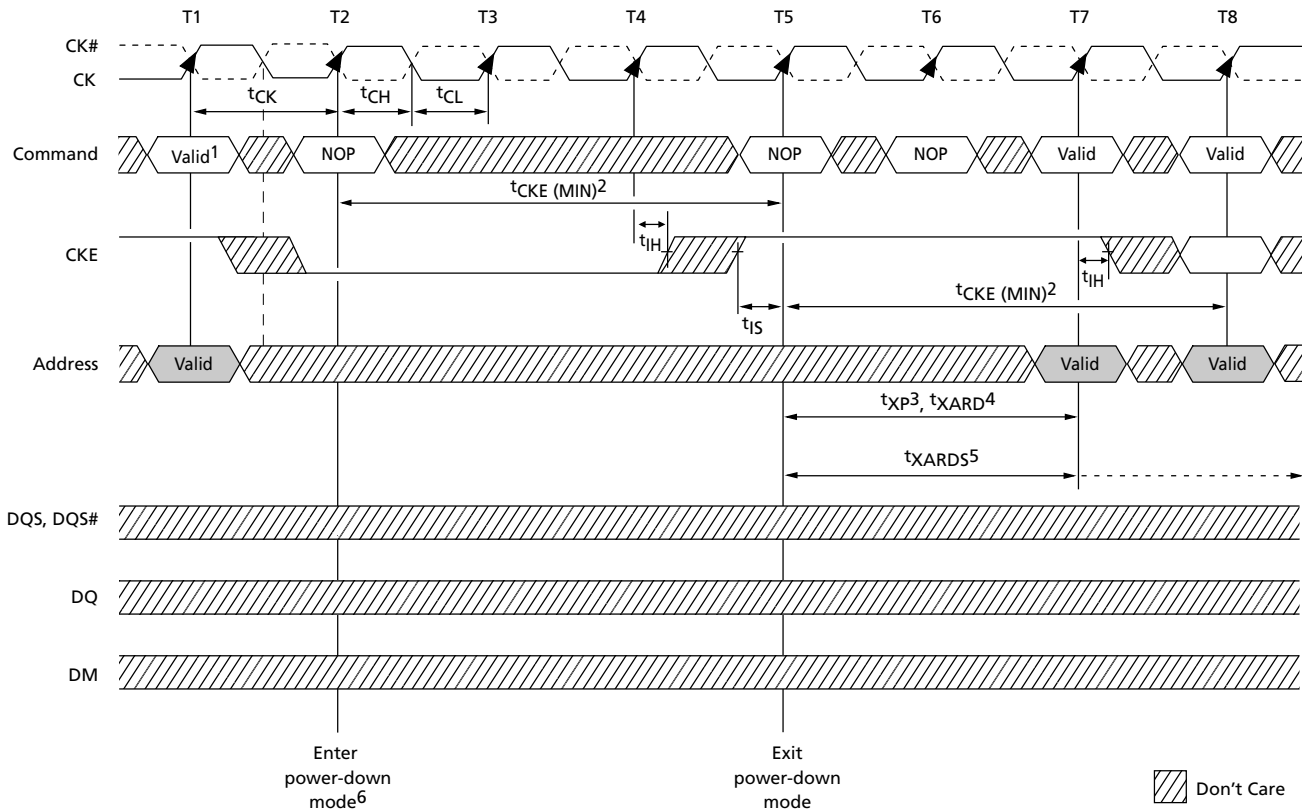 T1 T2 T3 T4 T5 T6 T7 T8
CK#
CK
tCK tCH tCL
Command Valid1 NOP NOP NOP Valid Valid
tCKE (MIN)2
CKE
tIH tIH
tCKE (MIN)2
tIS
Address Valid Valid Valid
tXP3, tXARD4
tXARDS5
DQS, DQS#
DQ
DM
Enter
power-down
mode6
Exit
power-down
mode
Don't Care